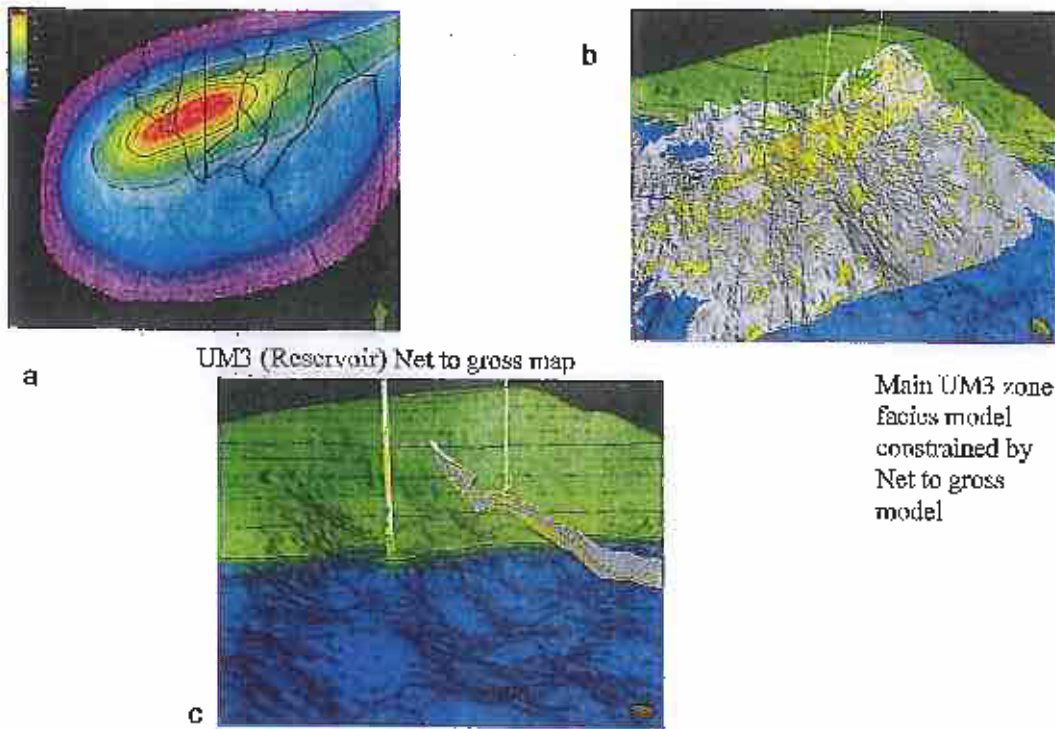 b
UM3 (Reservoir) Net to gross map
a
Main UM3 zone
facies model
constrained by
Net to gross
model
c